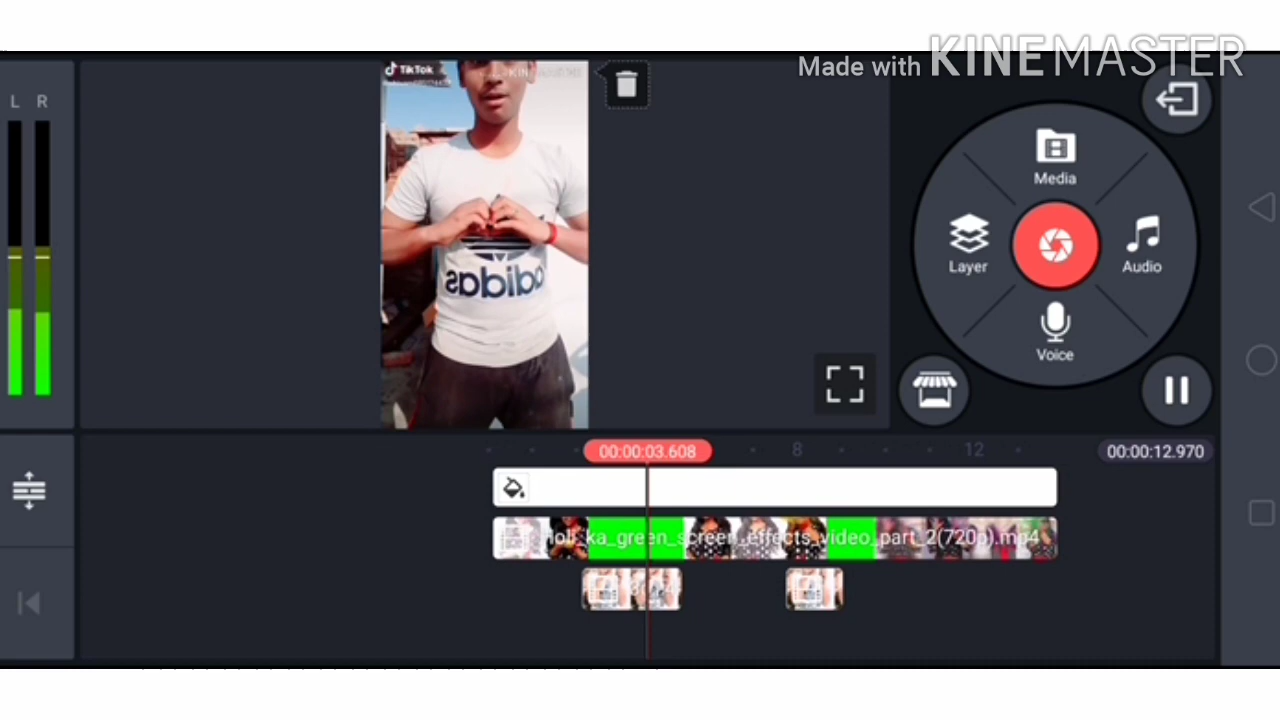 Made with KINEMASTER
L R
TikTok
Media
Layer
Audio
Voice
adidas
00:00:03.608
8
12
00:00:12.970
holi_ka_green_screen_effects_video_part_2(720p).mp4